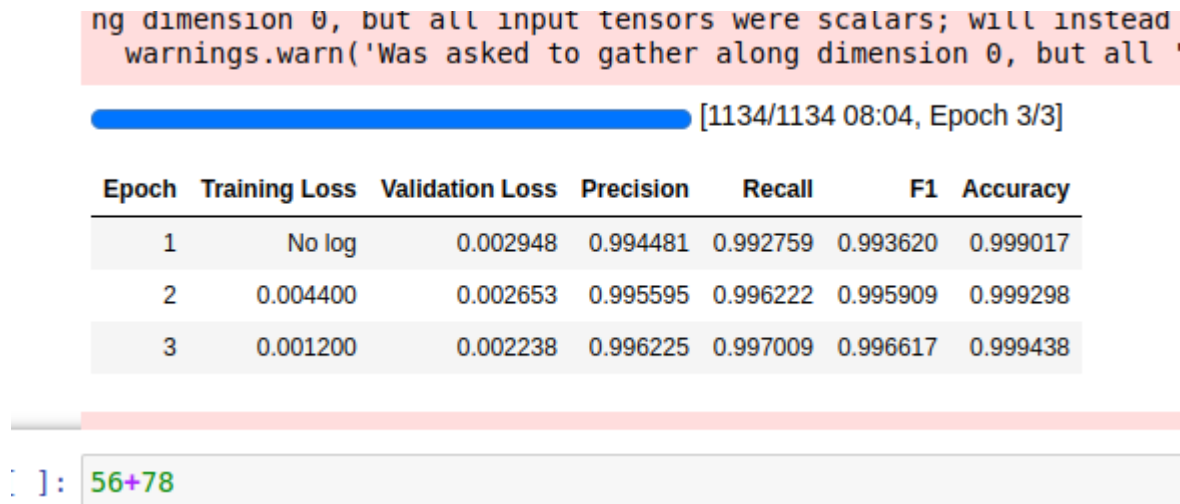 ng dimension 0, but all input tensors were scalars; will instead
warnings.warn('Was asked to gather along dimension 0, but all '
[1134/1134 08:04, Epoch 3/3]
Epoch Training Loss Validation Loss Precision Recall F1 Accuracy
1 No log 0.002948 0.994481 0.992759 0.993620 0.999017
2 0.004400 0.002653 0.995595 0.996222 0.995909 0.999298
3 0.001200 0.002238 0.996225 0.997009 0.996617 0.999438
[ ]: 56+78